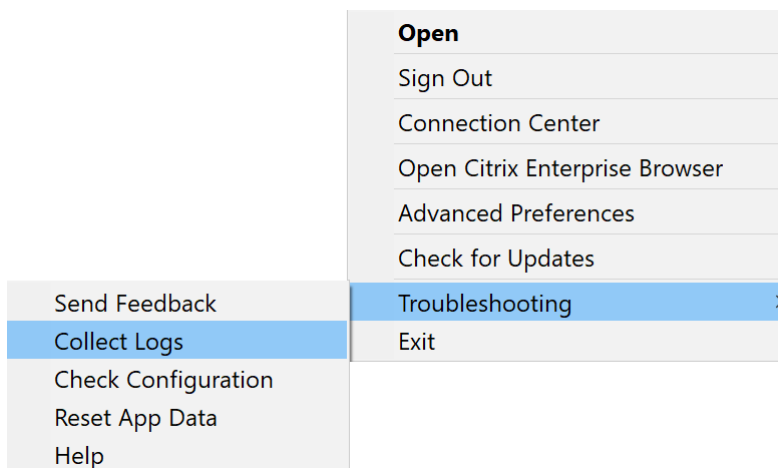 Open
Sign Out
Connection Center
Open Citrix Enterprise Browser
Advanced Preferences
Check for Updates
Troubleshooting
Exit
Send Feedback
Collect Logs
Check Configuration
Reset App Data
Help